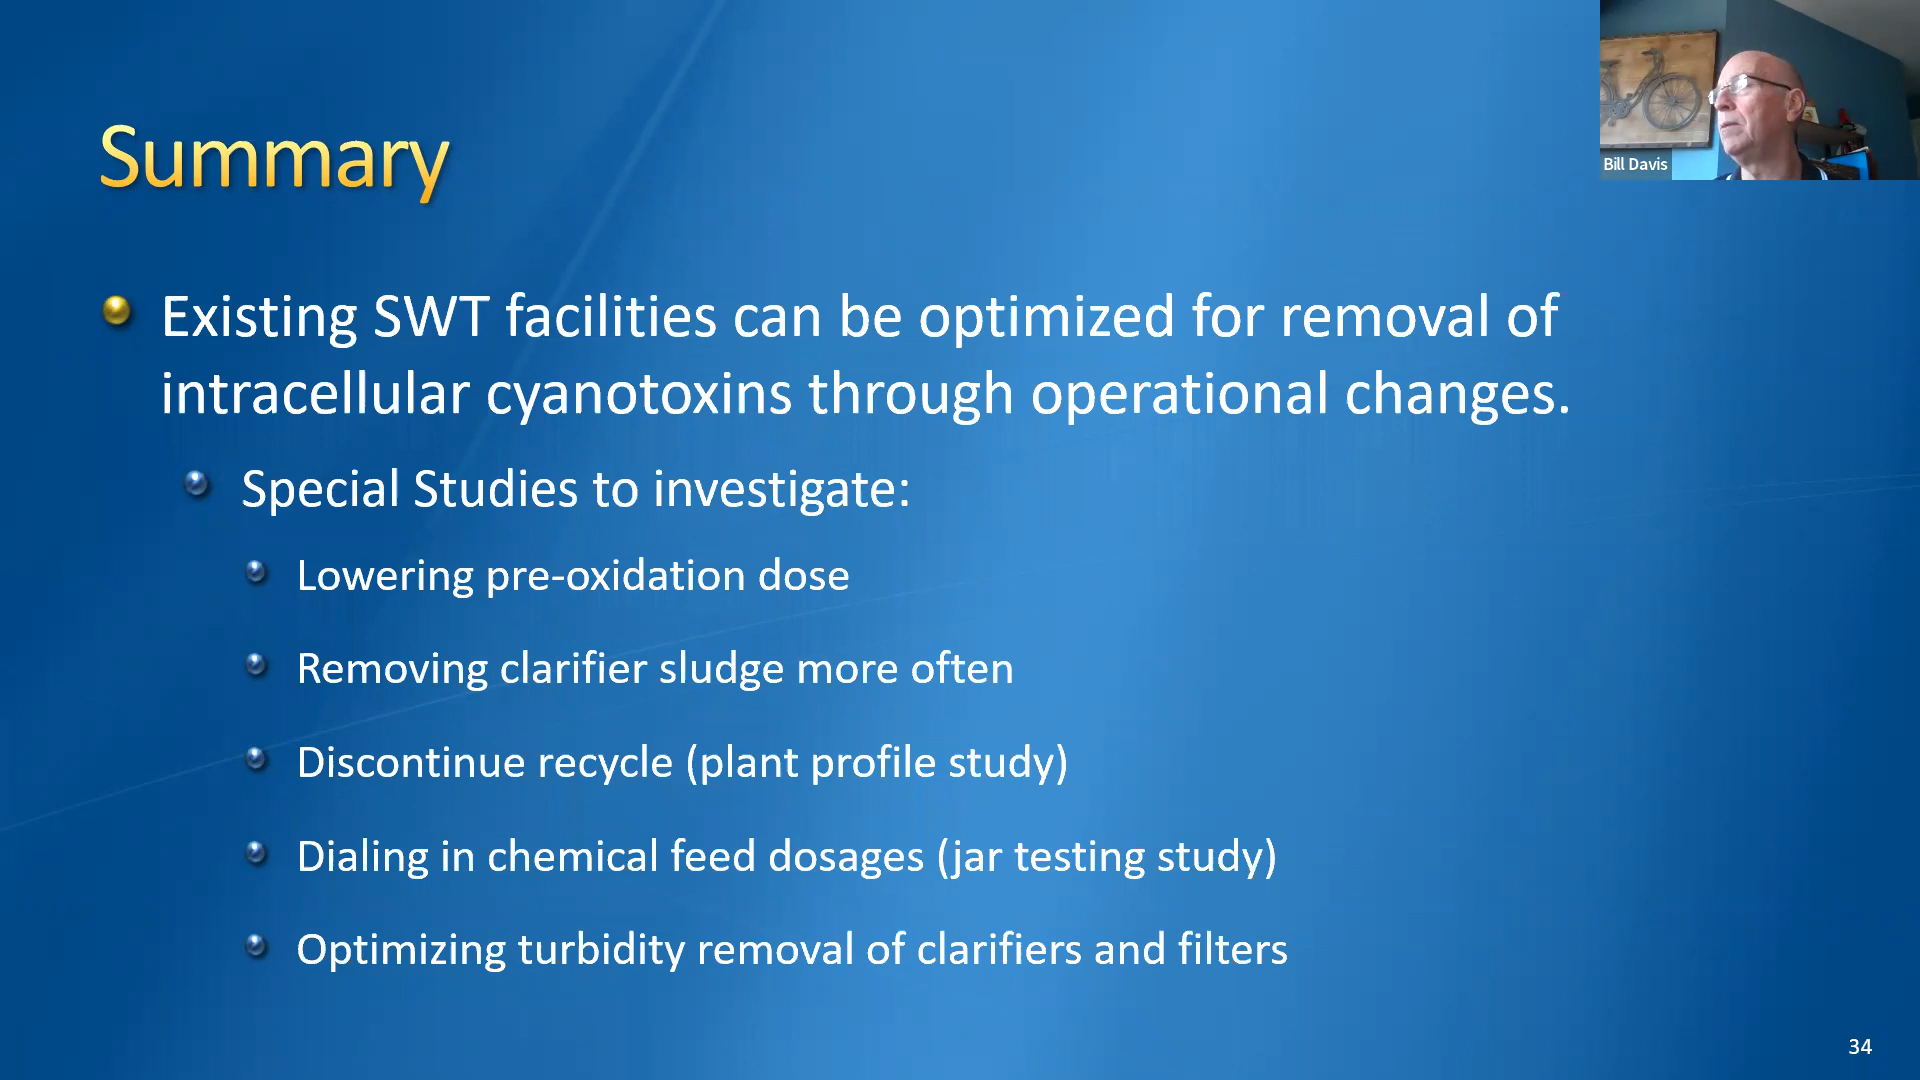 Bill Davis
Summary
Existing SWT facilities can be optimized for removal of
intracellular cyanotoxins through operational changes.
Special Studies to investigate:
Lowering pre-oxidation dose
Removing clarifier sludge more often
Discontinue recycle (plant profile study)
Dialing in chemical feed dosages (jar testing study)
Optimizing turbidity removal of clarifiers and filters
34